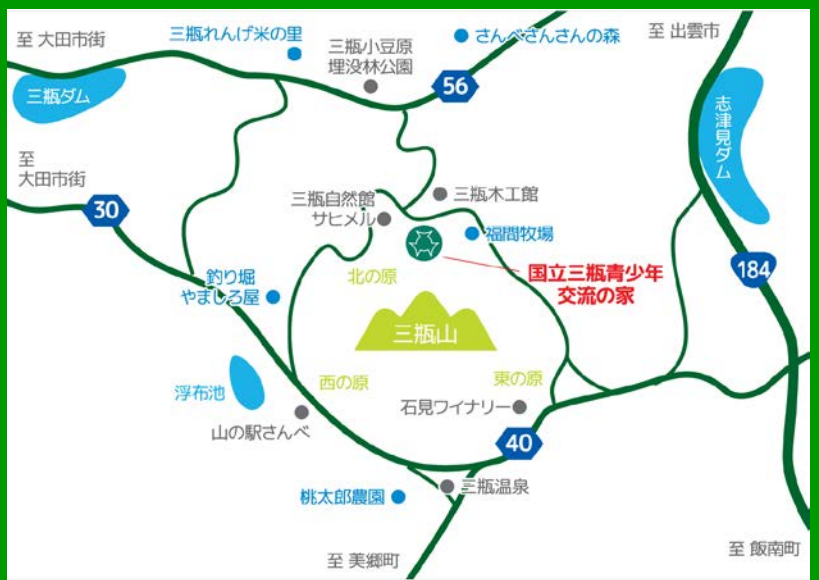 至 大田市街
三瓶れんげ米の里
三瓶小豆原
埋没林公園
さんべさんさんの森
至 出雲市
56
三瓶ダム
志津見ダム
至
大田市街
30
三瓶自然館
サヒメル
三瓶木工館
福間牧場
国立三瓶青少年
交流の家
184
釣り堀
やましろ屋
北の原
三瓶山
浮布池
西の原
東の原
石見ワイナリー
山の駅さんべ
40
桃太郎農園
三瓶温泉
至 美郷町
至 飯南町